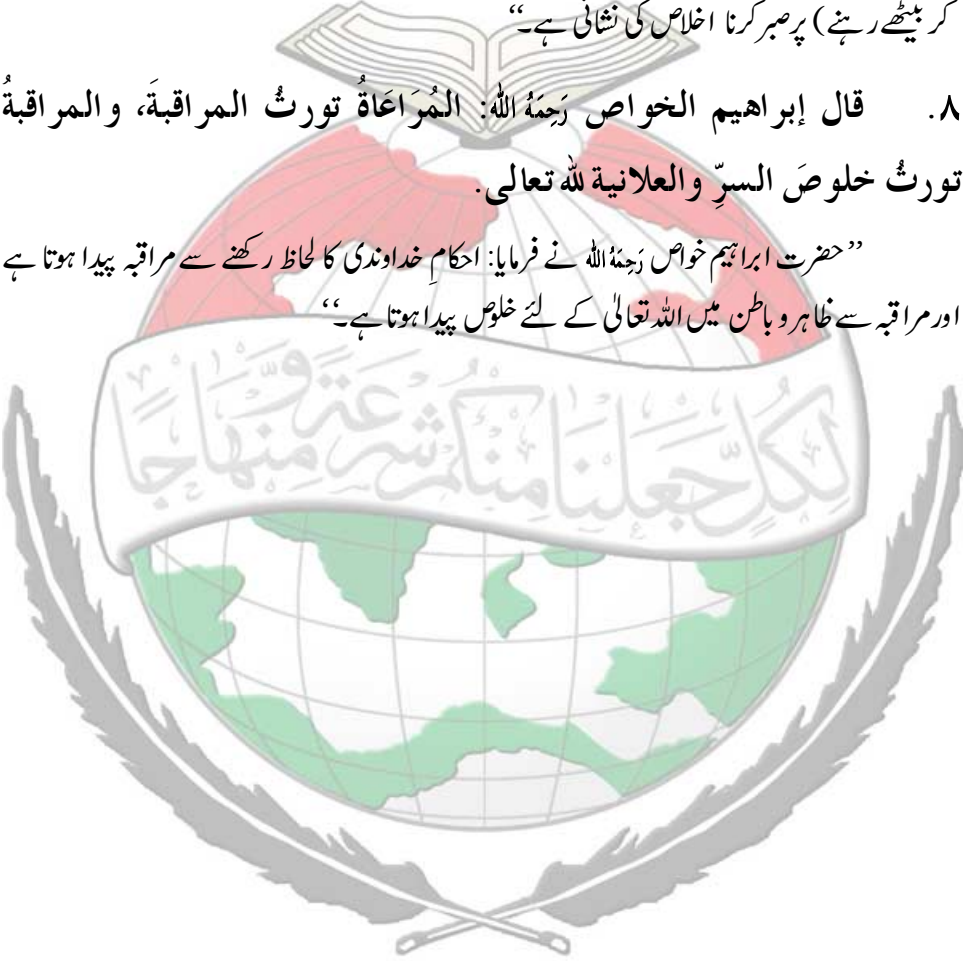 کر بیٹھے رہنے) پر صبر کرنا اخلاص کی نشانی ہے۔‘‘
٨. قال إبراهيم الخواص رَحِمَهُ الله: المُرَاعَاةُ تورثُ المراقبةَ، والمراقبةُ
تورثُ خلوصَ السرِّ والعلانية لله تعالى.
’’حضرت ابراہیم خواص رَحِمَهُ الله نے فرمایا: احکامِ خداوندی کا لحاظ رکھنے سے مراقبہ پیدا ہوتا ہے
اور مراقبہ سے ظاہر و باطن میں اللہ تعالیٰ کے لئے خلوص پیدا ہوتا ہے۔‘‘
لِكُلٍّ جَعَلْنَا مِنكُمْ شِرْعَةً وَّمِنْهَاجًا